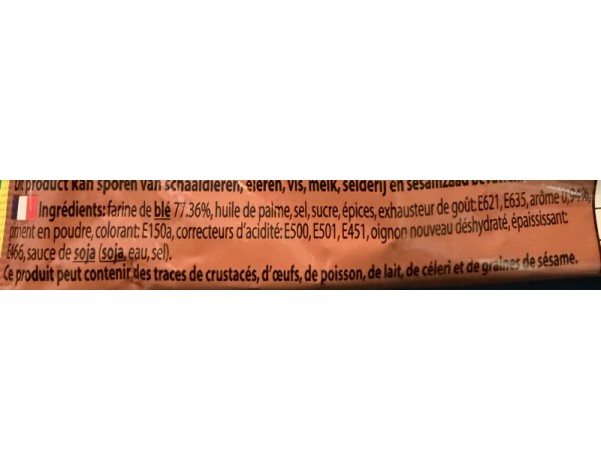 product kan sporen van schaaldieren, eieren, vis, melk, selderij en sesamzaad
Ingrédients: farine de blé 77.36%, huile de palme, sel, sucre, épices, exhausteur de goût: E621, E635, arôme 0,94%,
piment en poudre, colorant: E150a, correcteurs d'acidité: E500, E501, E451, oignon nouveau déshydraté, épaississant:
E466, sauce de soja (soja, eau, sel).
Ce produit peut contenir des traces de crustacés, d'œufs, de poisson, de lait, de céleri et de graines de sésame.